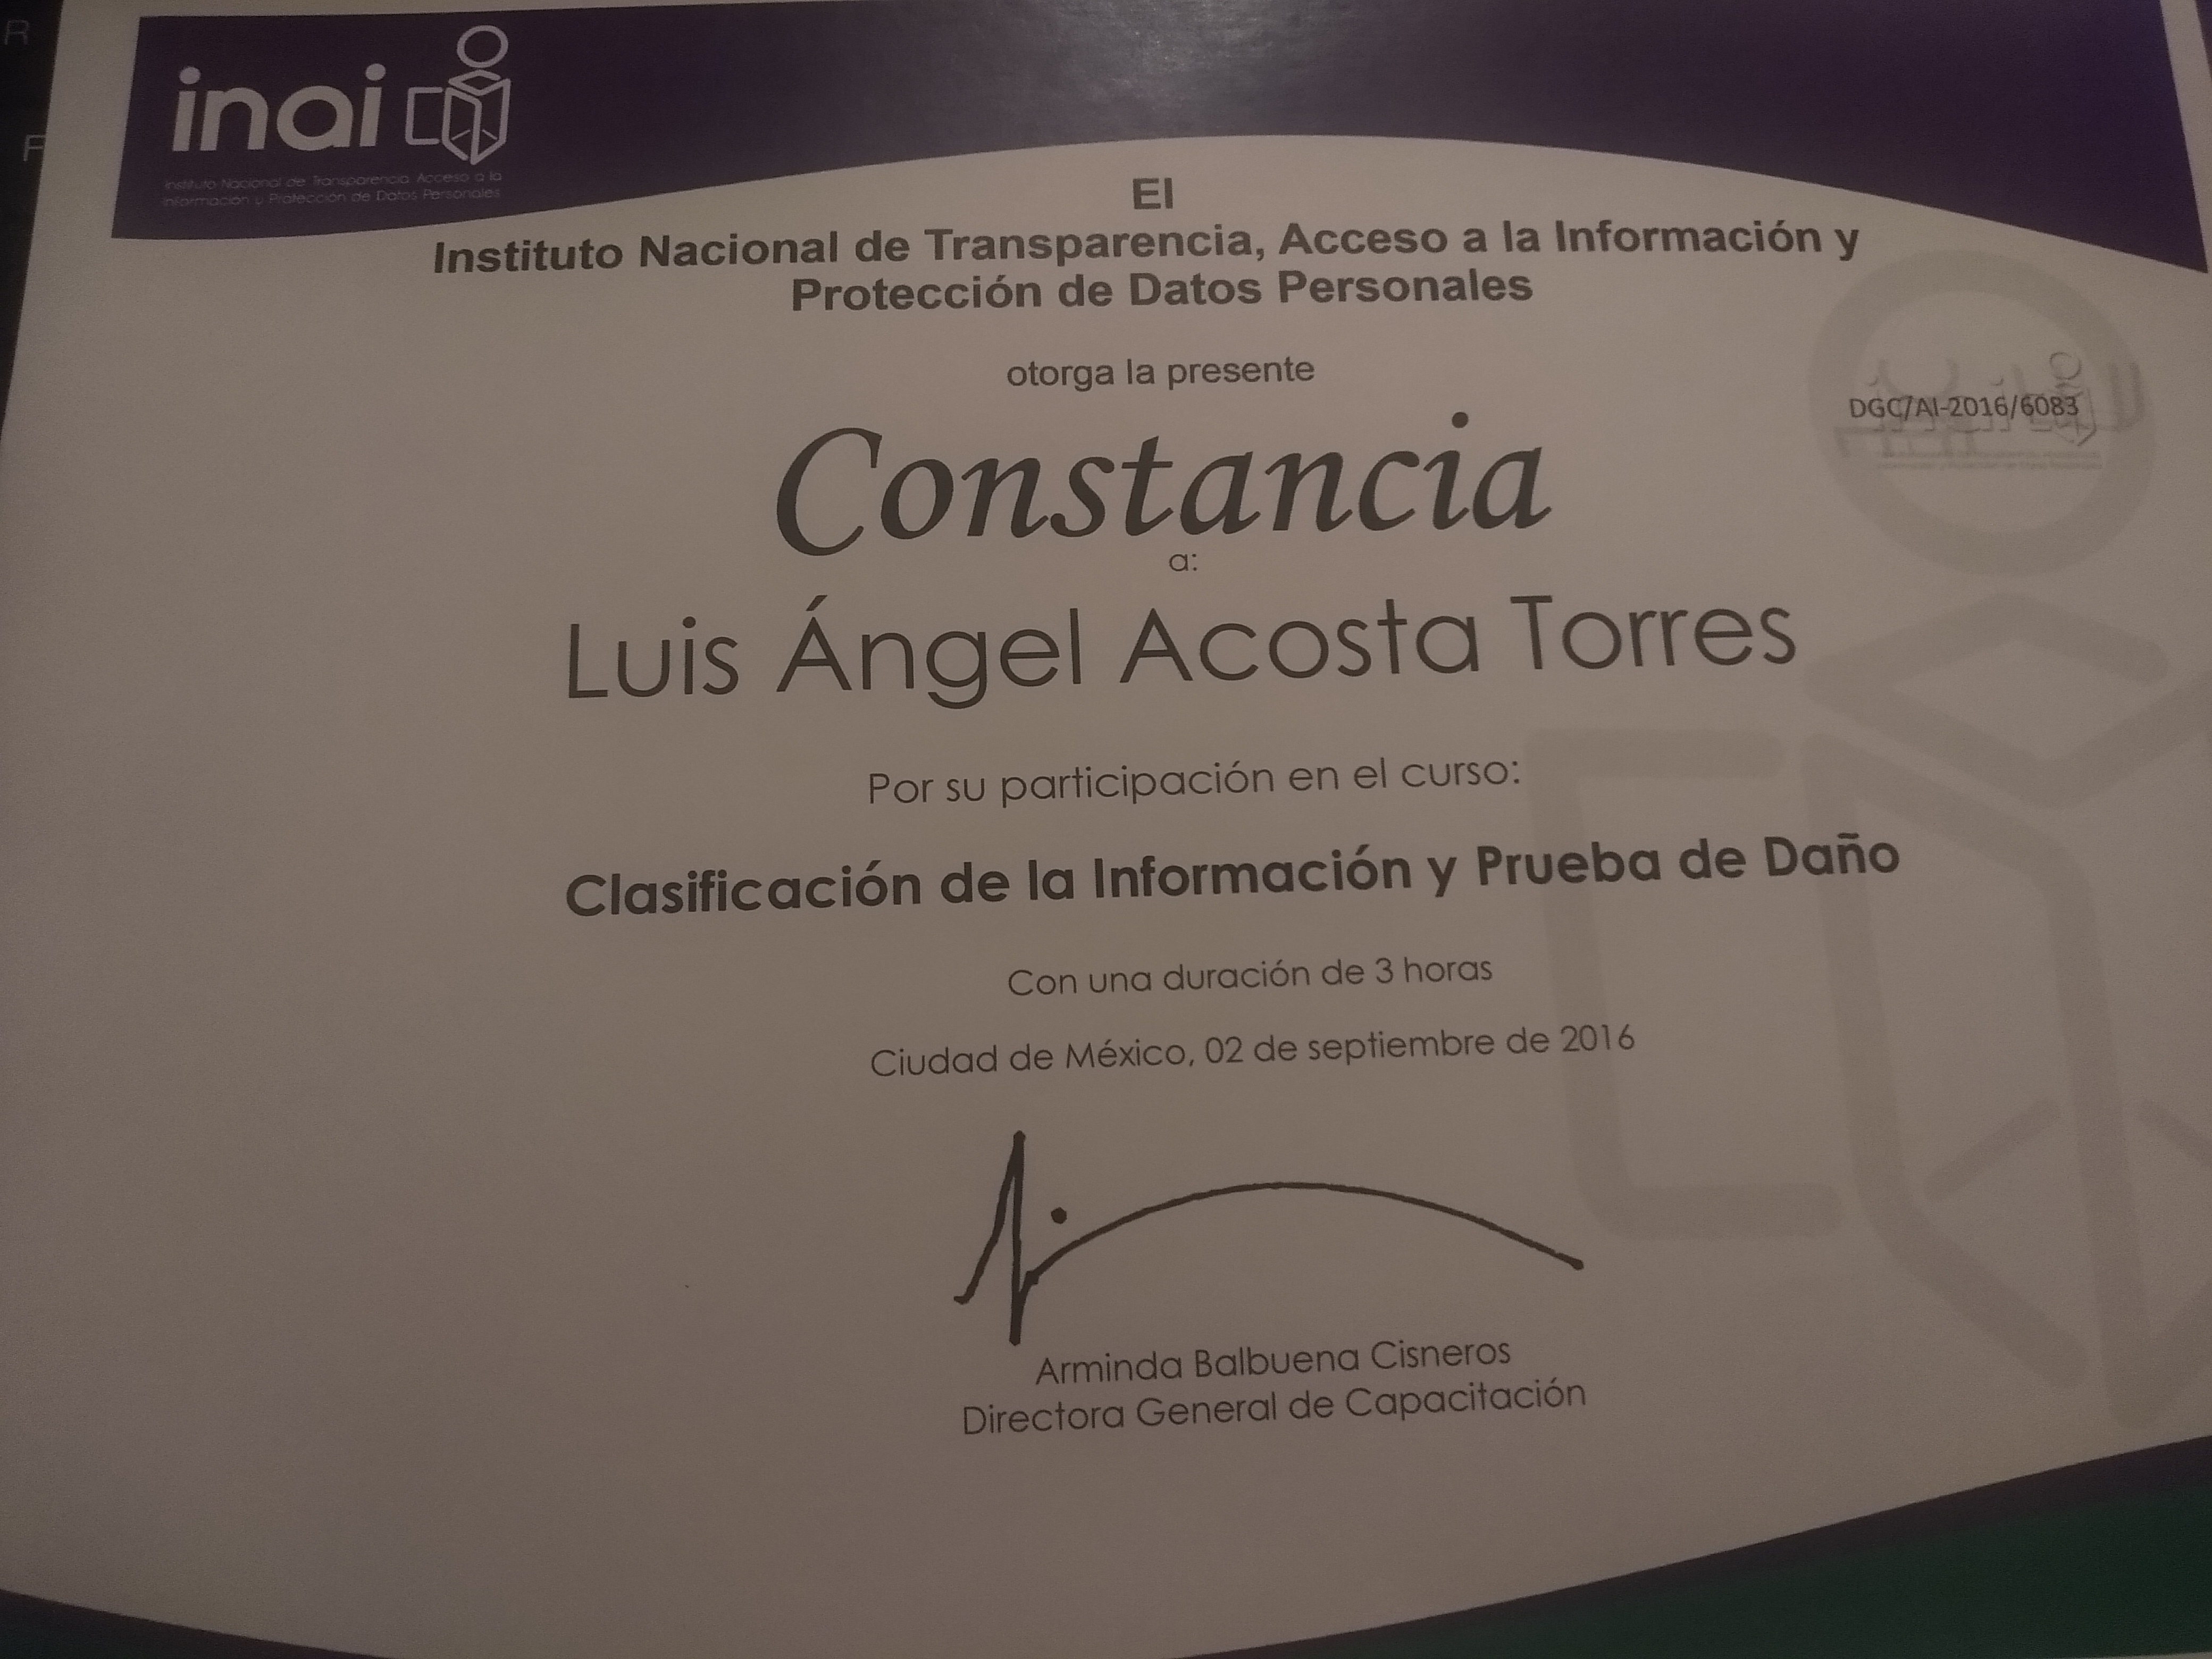 inai
Instituto Nacional de Transparencia, Acceso a la
Información y Protección de Datos Personales
El
Instituto Nacional de Transparencia, Acceso a la Información y
Protección de Datos Personales
otorga la presente
DGC/AI-2016/6083
Constancia
a:
Luis Ángel Acosta Torres
Por su participación en el curso:
Clasificación de la Información y Prueba de Daño
Con una duración de 3 horas
Ciudad de México, 02 de septiembre de 2016
Arminda Balbuena Cisneros
Directora General de Capacitación